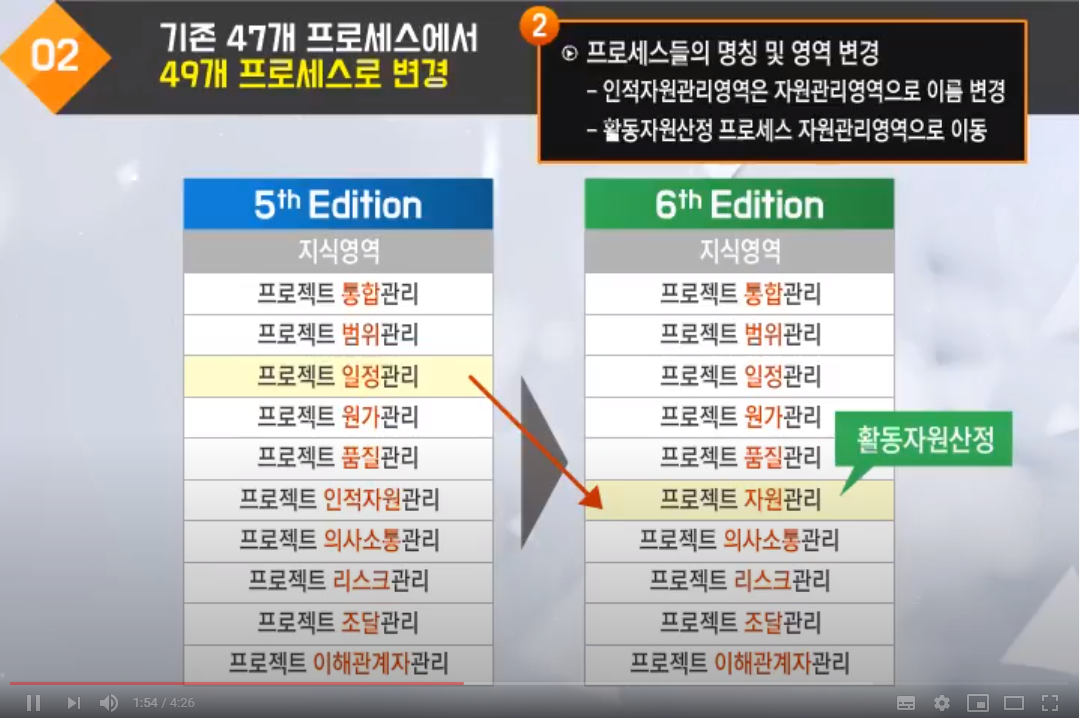 02
기존 47개 프로세스에서
49개 프로세스로 변경
2
프로세스들의 명칭 및 영역 변경
- 인적자원관리영역은 자원관리영역으로 이름 변경
- 활동자원산정 프로세스 자원관리영역으로 이동
5th Edition
지식영역
프로젝트 통합관리
프로젝트 범위관리
프로젝트 일정관리
프로젝트 원가관리
프로젝트 품질관리
프로젝트 인적자원관리
프로젝트 의사소통관리
프로젝트 리스크관리
프로젝트 조달관리
프로젝트 이해관계자관리
6th Edition
지식영역
프로젝트 통합관리
프로젝트 범위관리
프로젝트 일정관리
프로젝트 원가관리
프로젝트 품질관리
프로젝트 자원관리
프로젝트 의사소통관리
프로젝트 리스크관리
프로젝트 조달관리
프로젝트 이해관계자관리
활동자원산정
1:54 / 4:26